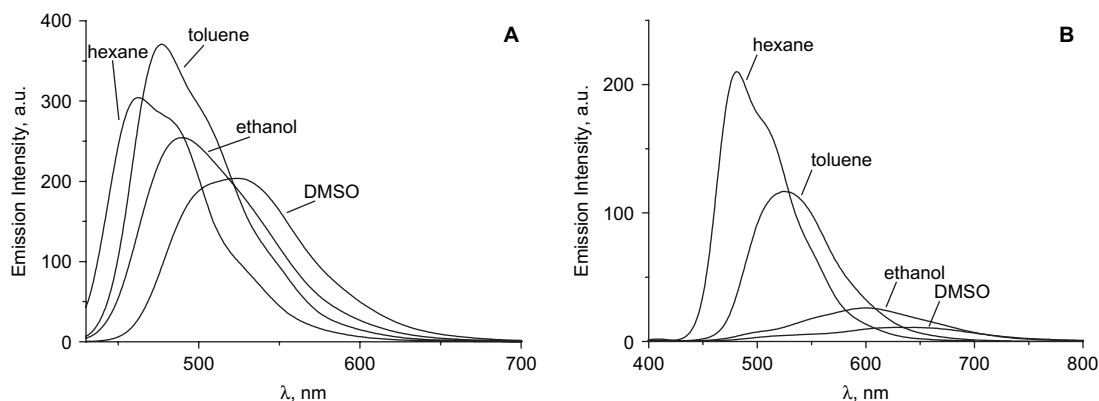 A
400
300
200
100
0
500
600
700
Emission Intensity, a.u.
λ, nm
hexane
toluene
ethanol
DMSO
B
200
100
0
400
500
600
700
800
Emission Intensity, a.u.
λ, nm
hexane
toluene
ethanol
DMSO